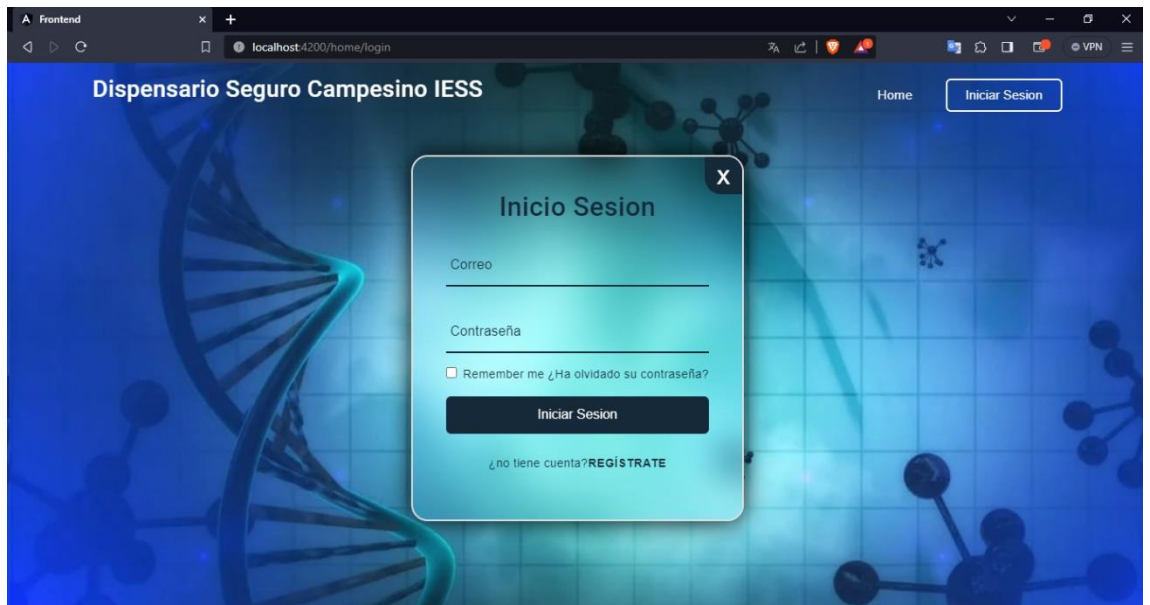 Frontend
localhost:4200/home/login
VPN
Dispensario Seguro Campesino IESS
Home
Iniciar Sesion
X
Inicio Sesion
Correo
Contraseña
Remember me ¿Ha olvidado su contraseña?
Iniciar Sesion
¿no tiene cuenta?REGÍSTRATE